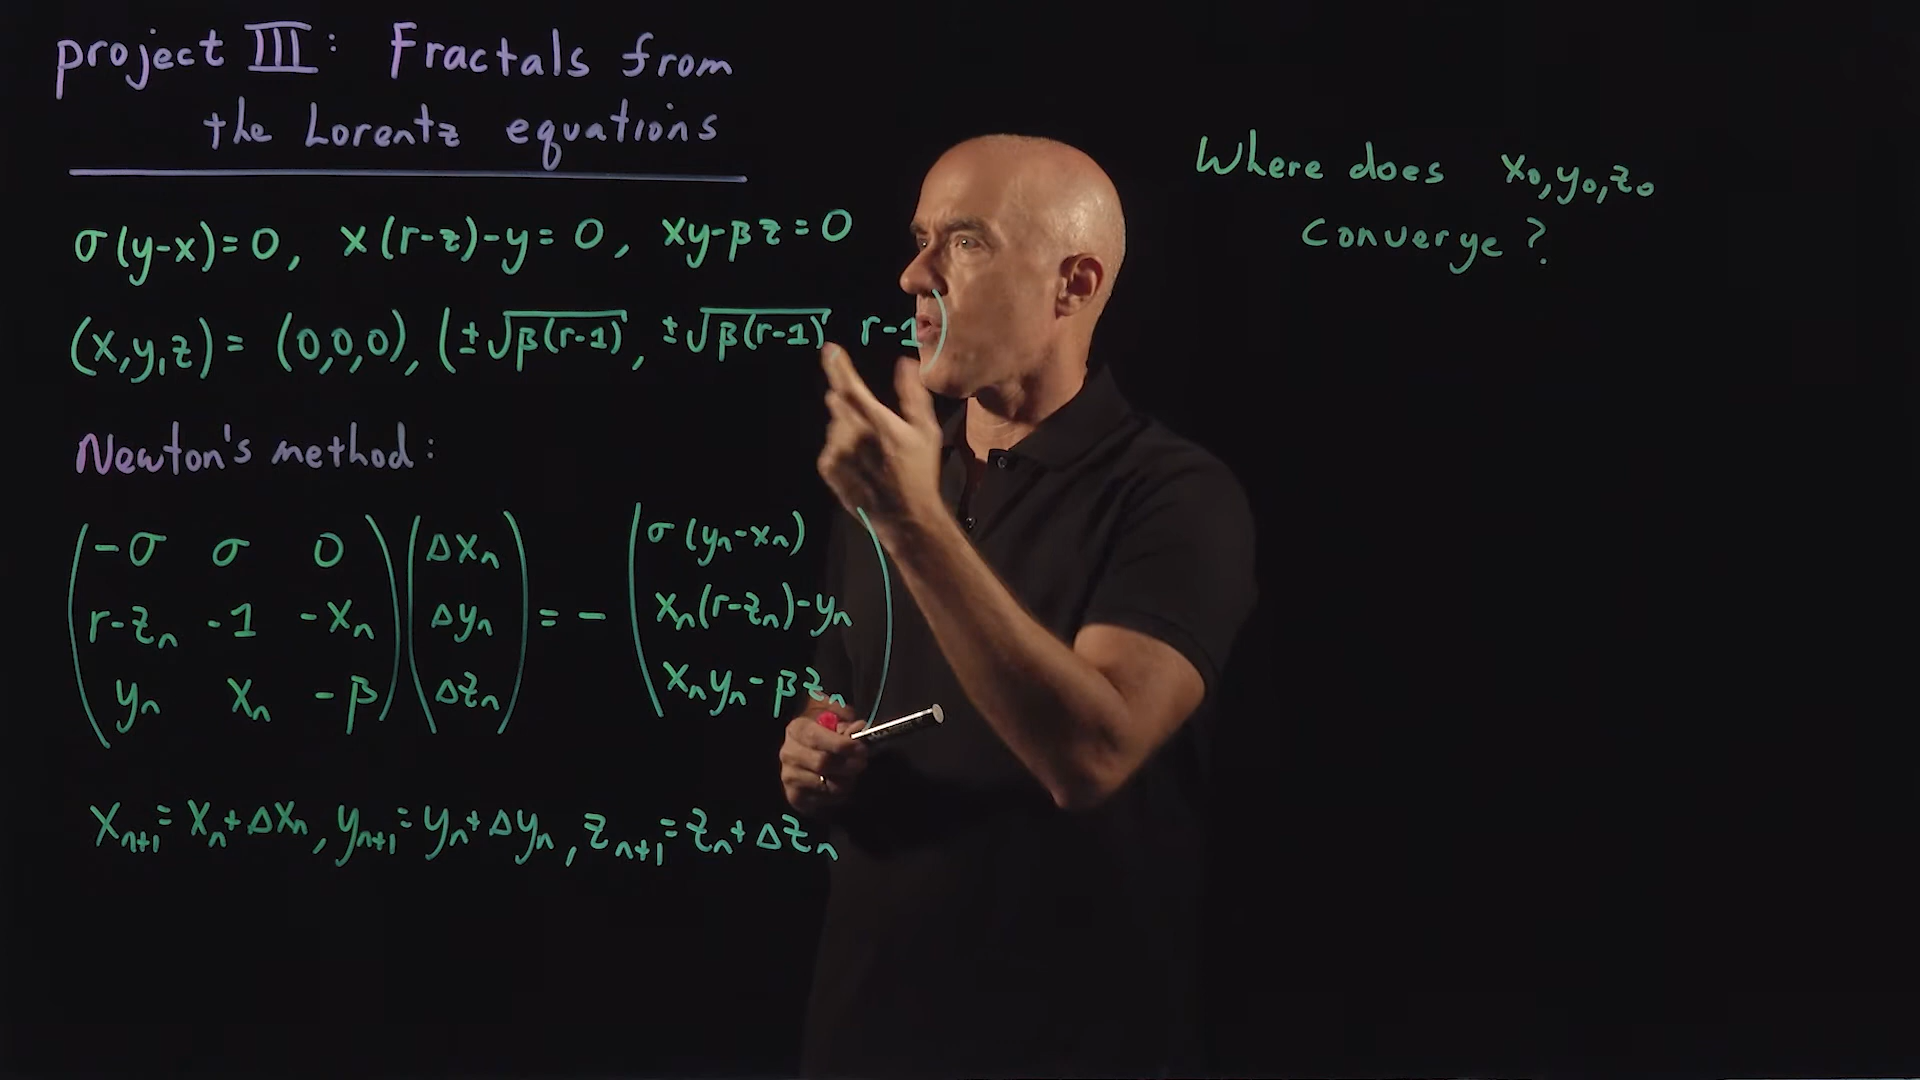 project III: Fractals from
the Lorentz equations
σ(y-x)=0, x(r-z)-y=0, xy-βz=0
(x,y,z)= (0,0,0), (±√β(r-1), ±√β(r-1) r-1)
Newton's method:
-σ σ 0 Δxn σ(yn-xn)
r-zn -1 -xn Δyn = - xn(r-zn)-yn
yn xn -β Δzn xnyn-βzn
xn+1=xn+Δxn, yn+1=yn+Δyn, zn+1=zn+Δzn
Where does x0,y0,z0
converge?